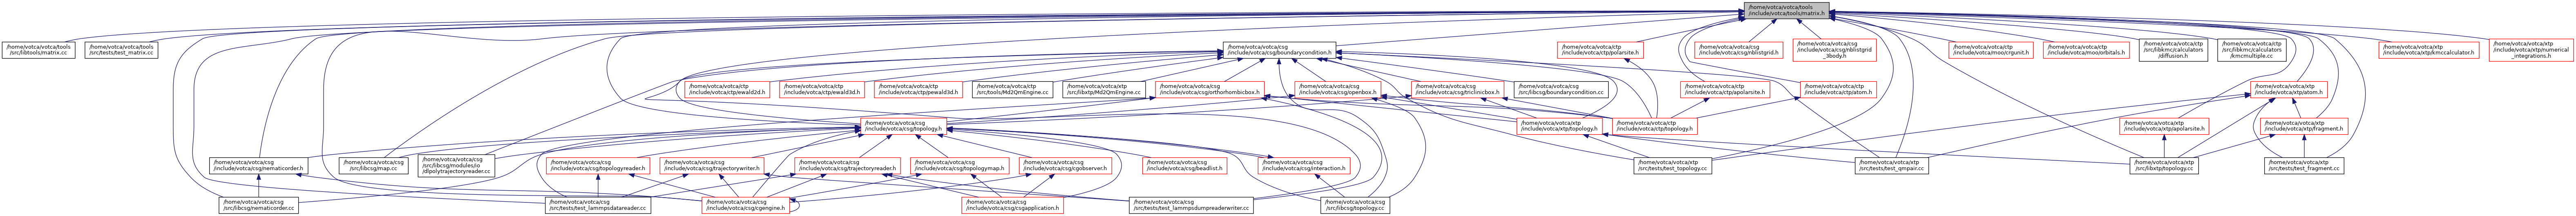 /home/votca/votca/tools
/include/votca/tools/matrix.h
/home/votca/votca/tools
/src/libtools/matrix.cc
/home/votca/votca/tools
/src/tests/test_matrix.cc
/home/votca/votca/csg
/include/votca/csg/boundarycondition.h
/home/votca/votca/ctp
/include/votca/ctp/polarsite.h
/home/votca/votca/csg
/include/votca/csg/nblistgrid.h
/home/votca/votca/csg
/include/votca/csg/nblistgrid
_3body.h
/home/votca/votca/ctp
/include/votca/moo/crgunit.h
/home/votca/votca/ctp
/include/votca/moo/orbitals.h
/home/votca/votca/ctp
/src/libkmc/calculators
/diffusion.h
/home/votca/votca/ctp
/src/libkmc/calculators
/kmcmultiple.cc
/home/votca/votca/xtp
/include/votca/xtp/kmccalculator.h
/home/votca/votca/xtp
/include/votca/xtp/numerical
_integrations.h
/home/votca/votca/ctp
/include/votca/ctp/ewald2d.h
/home/votca/votca/ctp
/include/votca/ctp/ewald3d.h
/home/votca/votca/ctp
/include/votca/ctp/pewald3d.h
/home/votca/votca/ctp
/src/tools/Md2QmEngine.cc
/home/votca/votca/xtp
/src/libxtp/Md2QmEngine.cc
/home/votca/votca/csg
/include/votca/csg/orthorhombicbox.h
/home/votca/votca/csg
/include/votca/csg/openbox.h
/home/votca/votca/csg
/include/votca/csg/triclinicbox.h
/home/votca/votca/csg
/src/libcsg/boundarycondition.cc
/home/votca/votca/ctp
/include/votca/ctp/apolarsite.h
/home/votca/votca/ctp
/include/votca/ctp/atom.h
/home/votca/votca/xtp
/include/votca/xtp/atom.h
/home/votca/votca/csg
/include/votca/csg/topology.h
/home/votca/votca/xtp
/include/votca/xtp/topology.h
/home/votca/votca/ctp
/include/votca/ctp/topology.h
/home/votca/votca/xtp
/include/votca/xtp/apolarsite.h
/home/votca/votca/xtp
/include/votca/xtp/fragment.h
/home/votca/votca/csg
/include/votca/csg/nematicorder.h
/home/votca/votca/csg
/src/libcsg/map.cc
/home/votca/votca/csg
/src/libcsg/modules/io
/dlpolytrajectoryreader.cc
/home/votca/votca/csg
/include/votca/csg/topologyreader.h
/home/votca/votca/csg
/include/votca/csg/trajectorywriter.h
/home/votca/votca/csg
/include/votca/csg/trajectoryreader.h
/home/votca/votca/csg
/include/votca/csg/topologymap.h
/home/votca/votca/csg
/include/votca/csg/cgobserver.h
/home/votca/votca/csg
/include/votca/csg/beadlist.h
/home/votca/votca/csg
/include/votca/csg/interaction.h
/home/votca/votca/xtp
/src/tests/test_topology.cc
/home/votca/votca/xtp
/src/tests/test_qmpair.cc
/home/votca/votca/xtp
/src/libxtp/topology.cc
/home/votca/votca/xtp
/src/tests/test_fragment.cc
/home/votca/votca/csg
/src/libcsg/nematicorder.cc
/home/votca/votca/csg
/src/tests/test_lammpsdatareader.cc
/home/votca/votca/csg
/include/votca/csg/cgengine.h
/home/votca/votca/csg
/include/votca/csg/csgapplication.h
/home/votca/votca/csg
/src/tests/test_lammpsdumpreaderwriter.cc
/home/votca/votca/csg
/src/libcsg/topology.cc